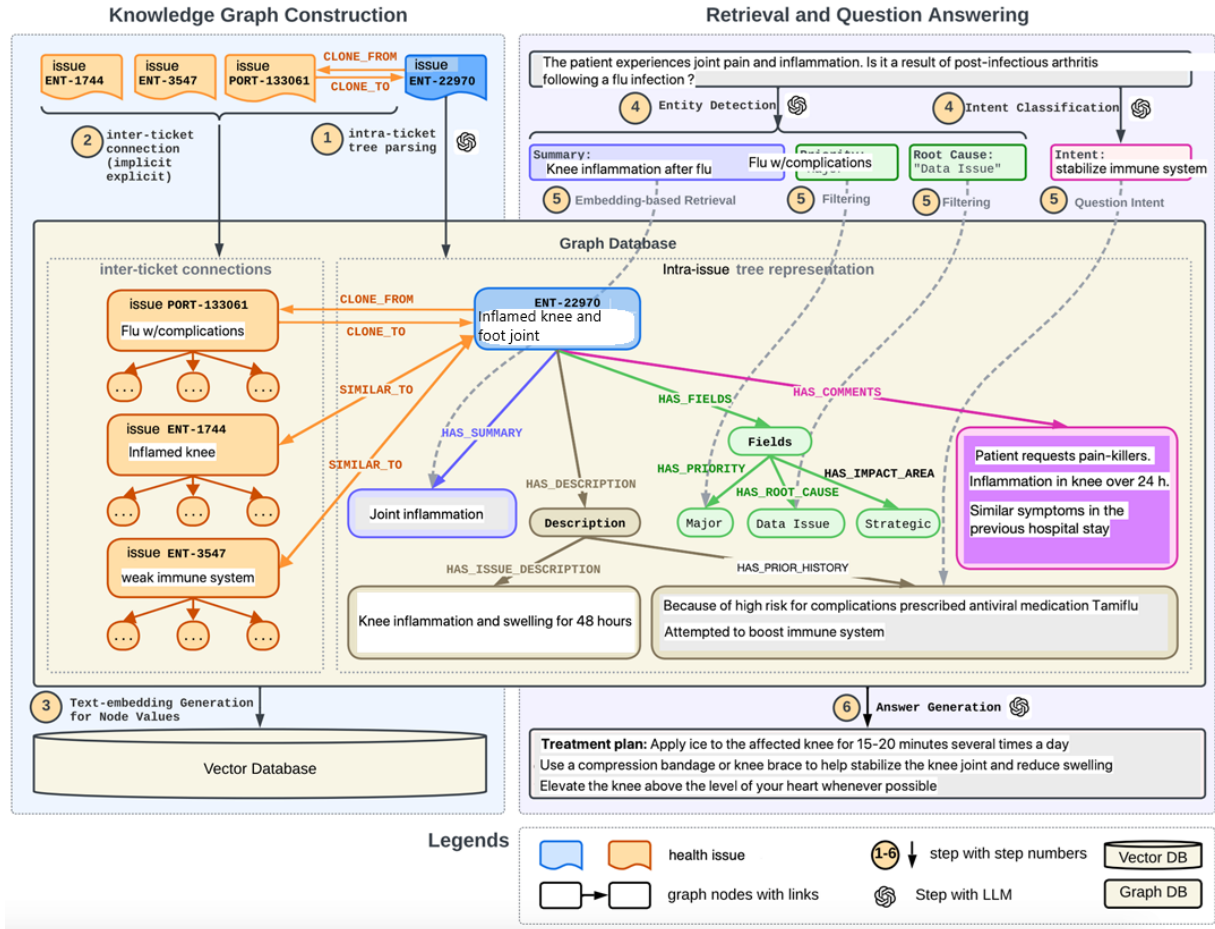 Knowledge Graph Construction
Retrieval and Question Answering
issue
ENT-1744
issue
ENT-3547
issue
PORT-133061
CLONE_FROM
CLONE_TO
issue
ENT-22970
The patient experiences joint pain and inflammation. Is it a result of post-infectious arthritis
following a flu infection ?
2
inter-ticket
connection
(implicit
explicit)
1
intra-ticket
tree parsing
4
Entity Detection
4
Intent Classification
Summary:
Knee inflammation after flu
Flu w/complications
Root Cause:
"Data Issue"
Intent:
stabilize immune system
5
Embedding-based Retrieval
5
Filtering
5
Filtering
5
Question Intent
Graph Database
inter-ticket connections
Intra-issue tree representation
issue PORT-133061
Flu w/complications
CLONE_FROM
CLONE_TO
ENT-22970
Inflamed knee and
foot joint
...
...
...
SIMILAR_TO
HAS_FIELDS
HAS_COMMENTS
issue ENT-1744
Inflamed knee
HAS_SUMMARY
Fields
...
...
...
SIMILAR_TO
HAS_PRIORITY
HAS_IMPACT_AREA
HAS_ROOT_CAUSE
HAS_DESCRIPTION
Patient requests pain-killers.
Inflammation in knee over 24 h.
Similar symptoms in the
previous hospital stay
Joint inflammation
Description
Major
Data Issue
Strategic
issue ENT-3547
weak immune system
HAS_ISSUE_DESCRIPTION
HAS_PRIOR_HISTORY
...
...
...
Knee inflammation and swelling for 48 hours
Because of high risk for complications prescribed antiviral medication Tamiflu
Attempted to boost immune system
3
Text-embedding Generation
for Node Values
6
Answer Generation
Vector Database
Treatment plan: Apply ice to the affected knee for 15-20 minutes several times a day
Use a compression bandage or knee brace to help stabilize the knee joint and reduce swelling
Elevate the knee above the level of your heart whenever possible
Legends
health issue
1-6
step with step numbers
Vector DB
graph nodes with links
Step with LLM
Graph DB